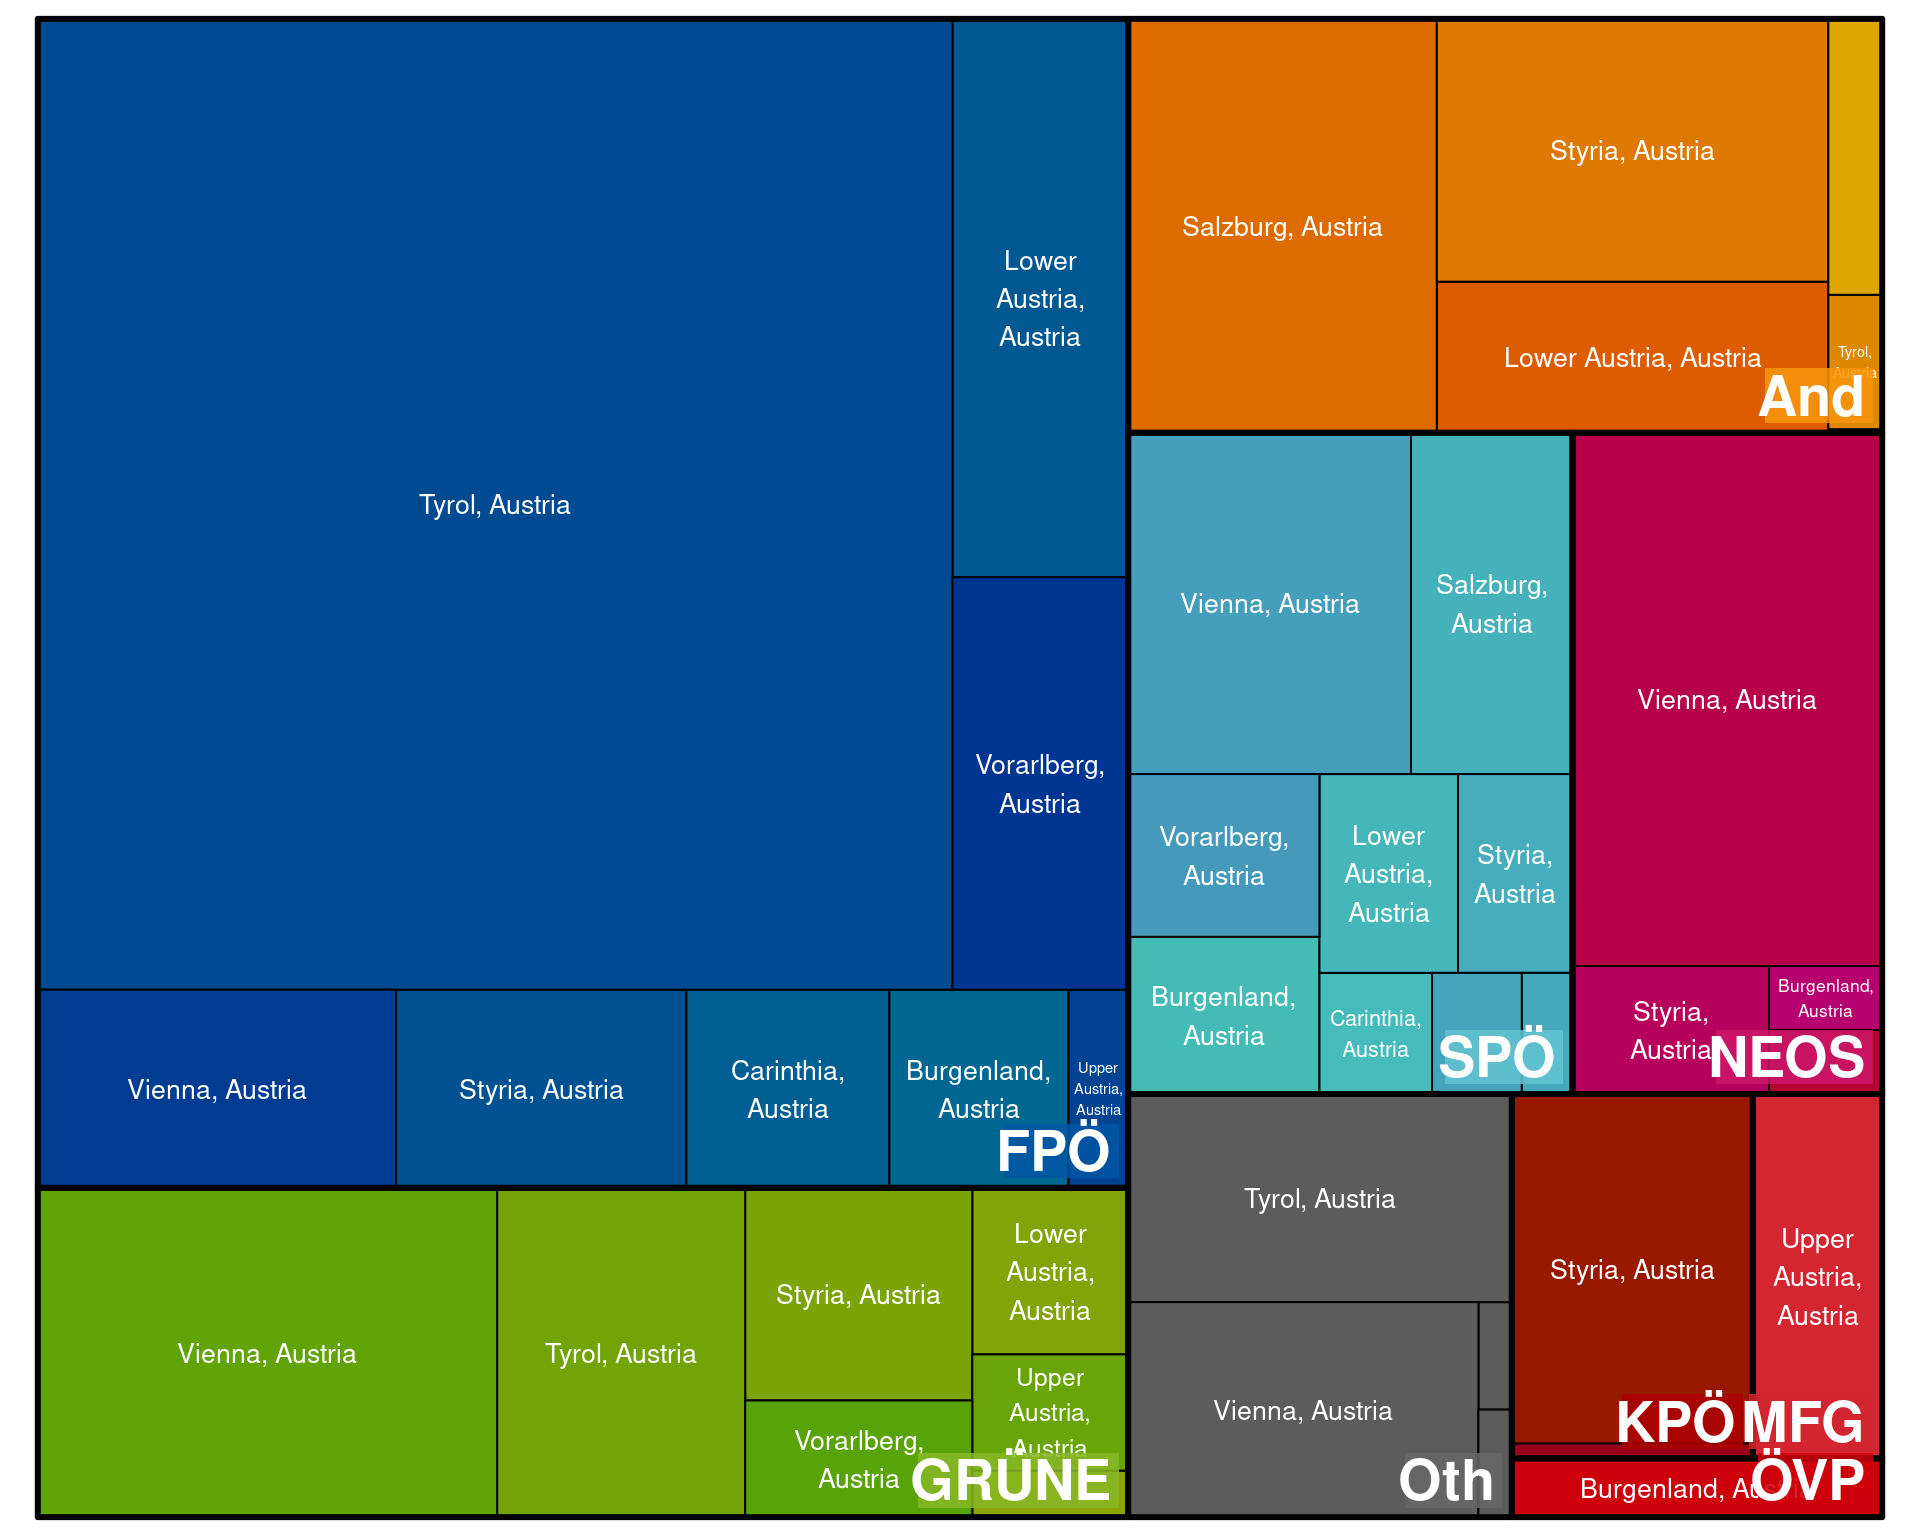 Tyrol, Austria
Lower
Austria,
Austria
Vorarlberg,
Austria
Vienna, Austria
Styria, Austria
Carinthia,
Austria
Burgenland,
Austria
Upper
Austria,
Austria
FPÖ
Vienna, Austria
Tyrol, Austria
Styria, Austria
Vorarlberg,
Austria
Lower
Austria,
Austria
Upper
Austria,
Austria
GRÜNE
Salzburg, Austria
Styria, Austria
Lower Austria, Austria
Tyrol,
Austria
And
Vienna, Austria
Salzburg,
Austria
Vorarlberg,
Austria
Lower
Austria,
Austria
Styria,
Austria
Burgenland,
Austria
Carinthia,
Austria
SPÖ
Vienna, Austria
Styria,
Austria
Burgenland,
Austria
NEOS
Tyrol, Austria
Vienna, Austria
Oth
Styria, Austria
KPÖ
Upper
Austria,
Austria
MFG
Burgenland, Austria
ÖVP